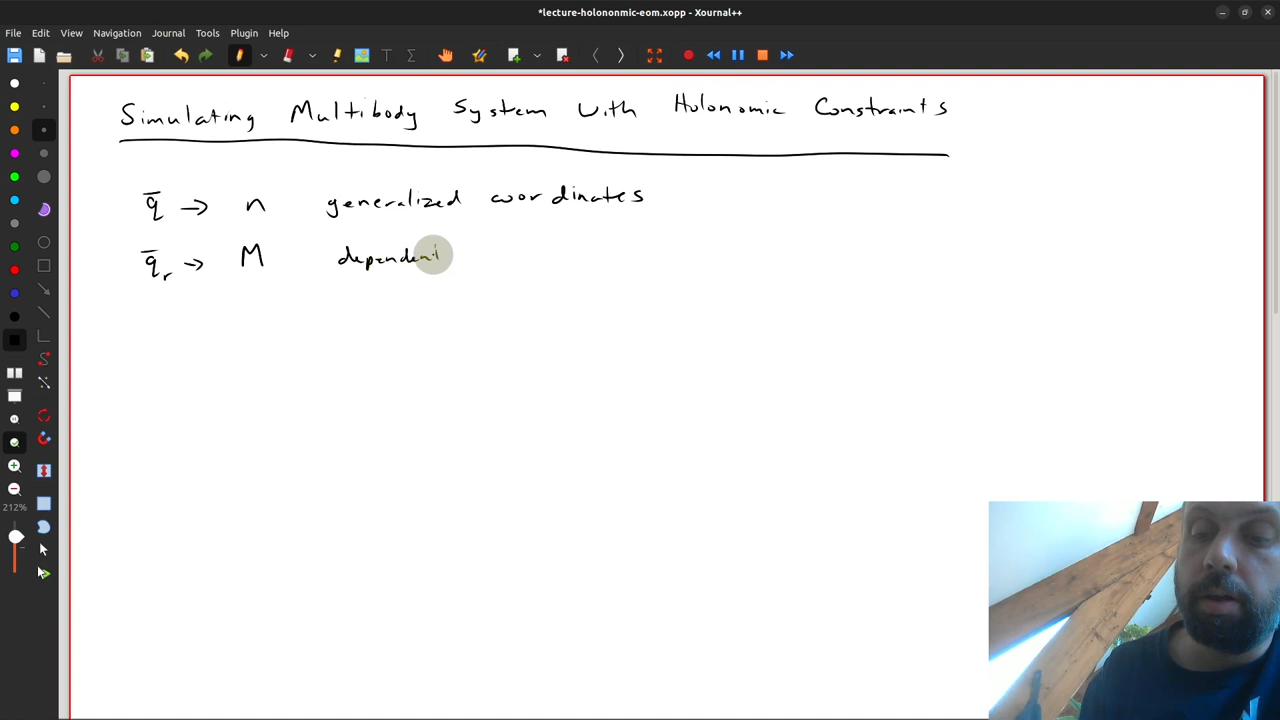 *lecture-holononmic-eom.xopp - Xournal++
File Edit View Navigation Journal Tools Plugin Help
Simulating Multibody System with Holonomic Constraints
q̄ → n generalized coordinates
q̄ᵣ → M dependent
212%